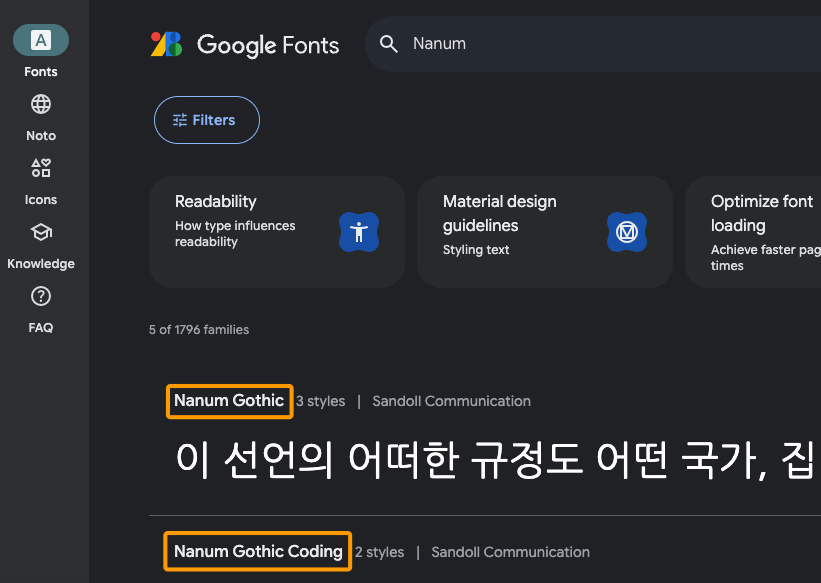 A
Fonts
Noto
Icons
Knowledge
?
FAQ
Google Fonts
Nanum
Filters
Readability
How type influences
readability
Material design
guidelines
Styling text
Optimize font
loading
Achieve faster pag
times
5 of 1796 families
Nanum Gothic 3 styles | Sandoll Communication
이 선언의 어떠한 규정도 어떤 국가, 집
Nanum Gothic Coding 2 styles | Sandoll Communication